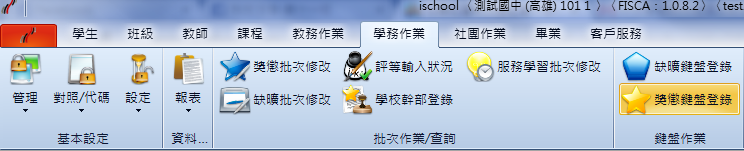 ischool 〈測試國中 (高雄) 101 1 〉〈FISCA：1.0.8.2〉〈test
學生 班級 教師 課程 教務作業 學務作業 社團作業 畢業 客戶服務
管理 對照/代碼 設定 報表 獎懲批次修改 評等輸入狀況 服務學習批次修改 缺曠鍵盤登錄
缺曠批次修改 學校幹部登錄 獎懲鍵盤登錄
基本設定 資料... 批次作業/查詢 鍵盤作業